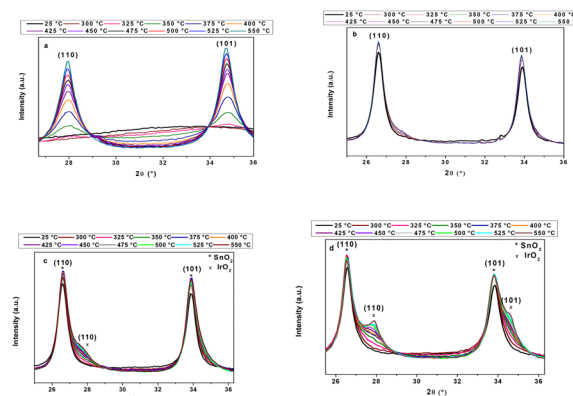 25 °C 300 °C 325 °C 350 °C 375 °C 400 °C
425 °C 450 °C 475 °C 500 °C 525 °C 550 °C
a
(110)
(101)
Intensity (a.u.)
28 30 32 34 36
2θ (°)
25 °C 300 °C 325 °C 350 °C 375 °C 400 °C
425 °C 450 °C 475 °C 500 °C 525 °C 550 °C
b
(110)
(101)
Intensity (a.u.)
26 28 30 32 34 36
2θ (°)
25 °C 300 °C 325 °C 350 °C 375 °C 400 °C
425 °C 450 °C 475 °C 500 °C 525 °C 550 °C
c
* SnO2
x IrO2
(110)
*
(101)
*
(110)
x
Intensity (a.u.)
26 28 30 32 34 36
25 °C 300 °C 325 °C 350 °C 375 °C 400 °C
425 °C 450 °C 475 °C 500 °C 525 °C 550 °C
d
* SnO2
x IrO2
(110)
*
(101)
*
(110)
x
(101)
x
Intensity (a.u.)
26 28 30 32 34 36
2θ (°)